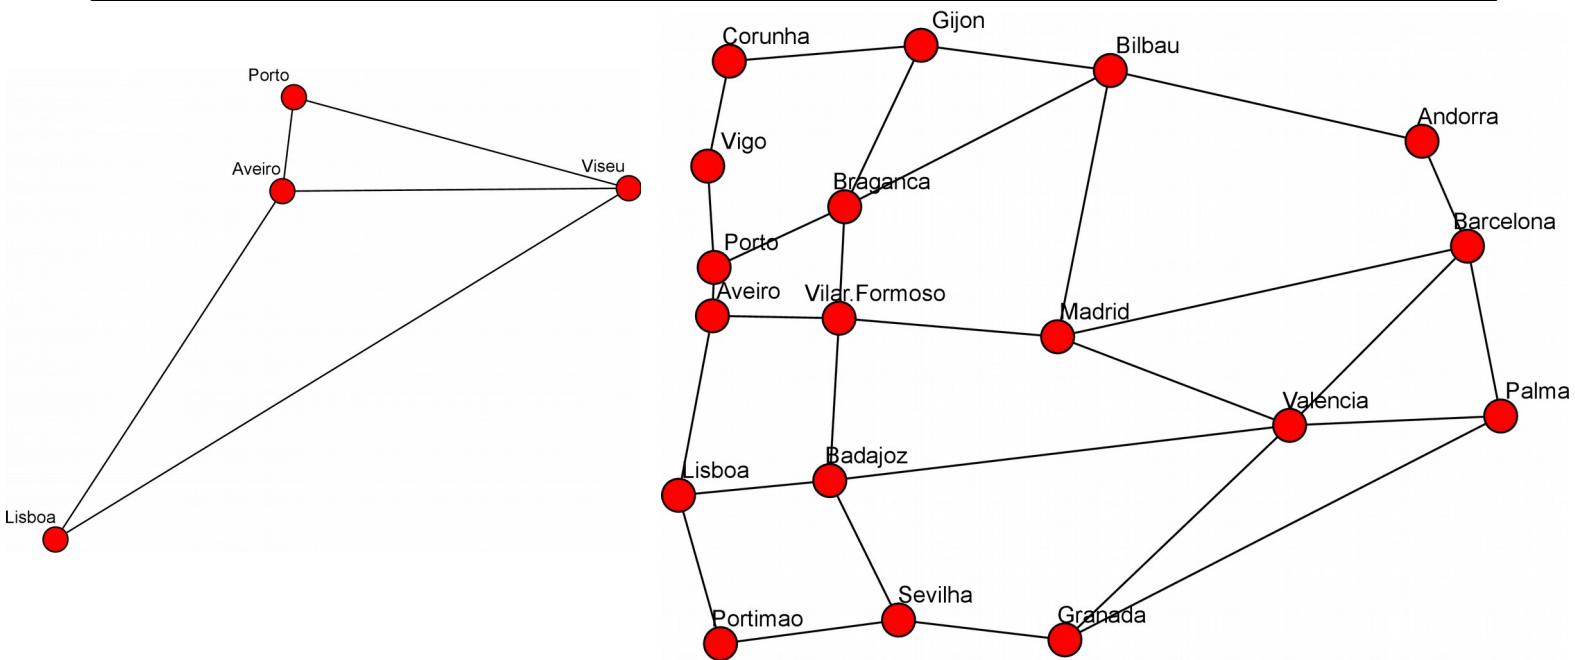 Porto
Aveiro
Viseu
Lisboa
Gijon
Corunha
Bilbau
Andorra
Vigo
Braganca
Barcelona
Porto
Aveiro
Vilar.Formoso
Madrid
Palma
Valencia
Badajoz
Lisboa
Sevilha
Granada
Portimao